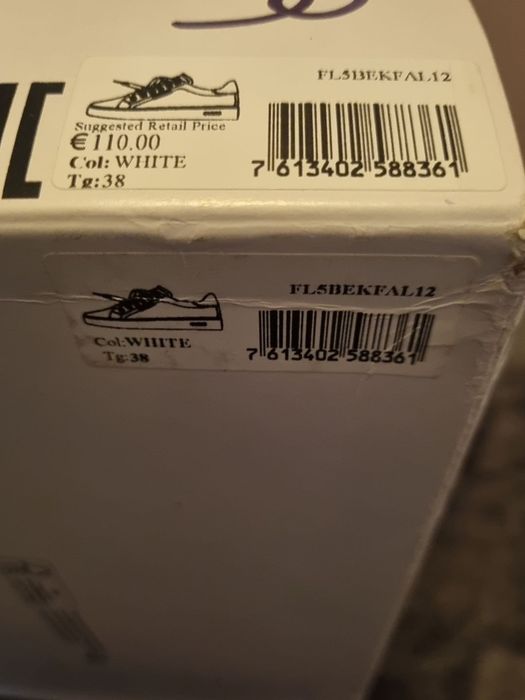 FL5BEKFAL12
Suggested Retail Price
€ 110.00
Col: WHITE
Tg:38
7 613402 588361
FL5BEKFAL12
Col:WHITE
Tg:38
7 613402 588361